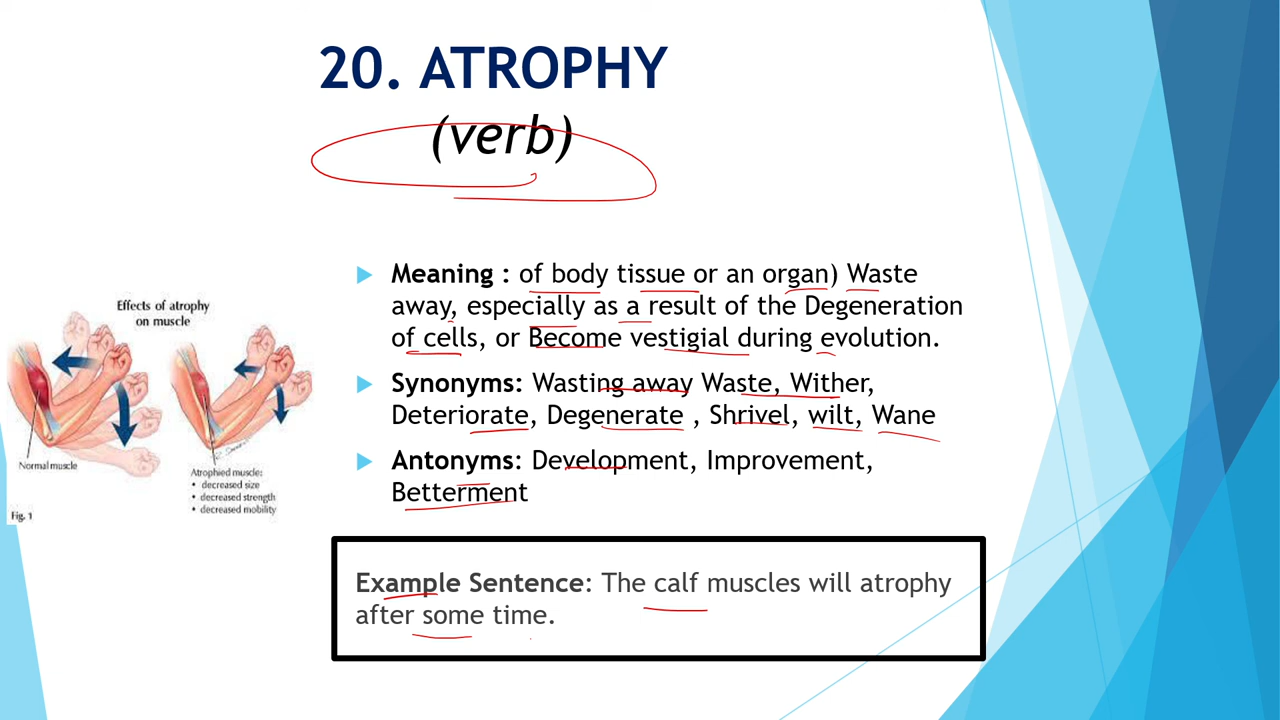 20. ATROPHY
(verb)
Meaning : of body tissue or an organ) Waste
away, especially as a result of the Degeneration
of cells, or Become vestigial during evolution.
Synonyms: Wasting away Waste, Wither,
Deteriorate, Degenerate , Shrivel, wilt, Wane
Antonyms: Development, Improvement,
Betterment
Example Sentence: The calf muscles will atrophy
after some time.
Effects of atrophy
on muscle
Normal muscle
Atrophied muscle:
• decreased size
• decreased strength
• decreased mobility
Fig. 1